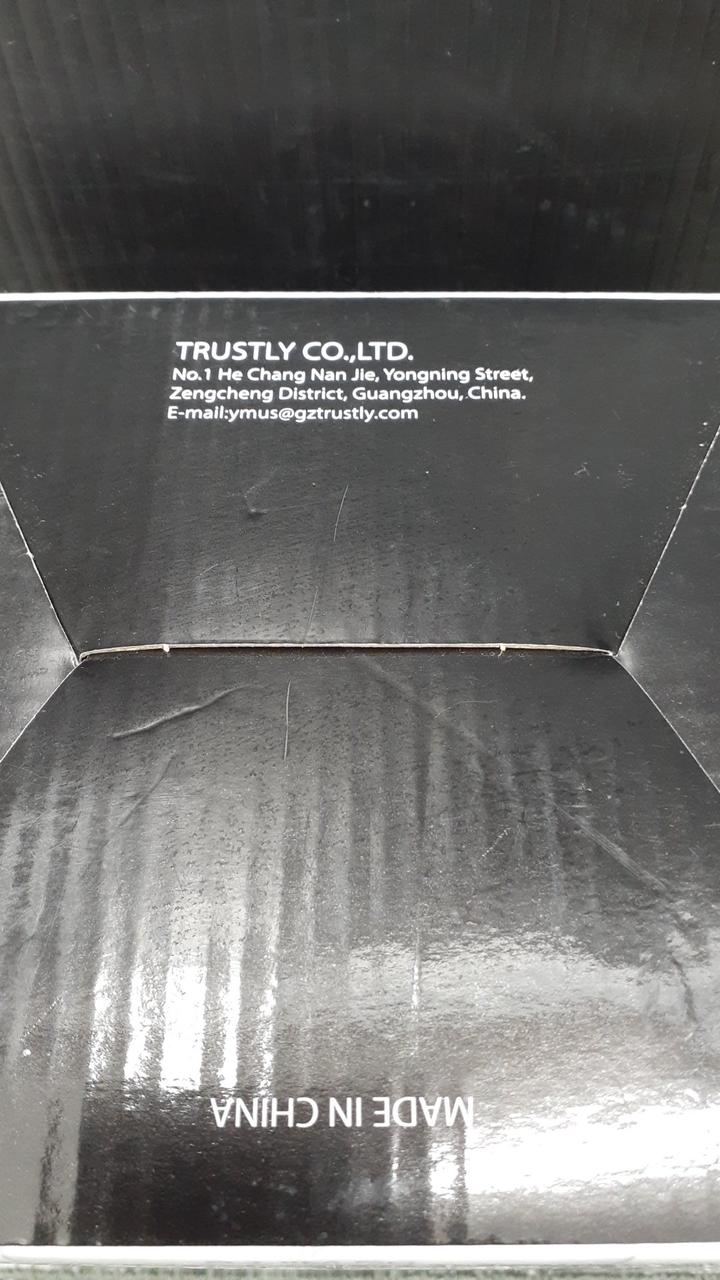 TRUSTLY CO.,LTD.
No.1 He Chang Nan Jie, Yongning Street,
Zengcheng District, Guangzhou, China.
E-mail:ymus@gztrustly.com
MADE IN CHINA